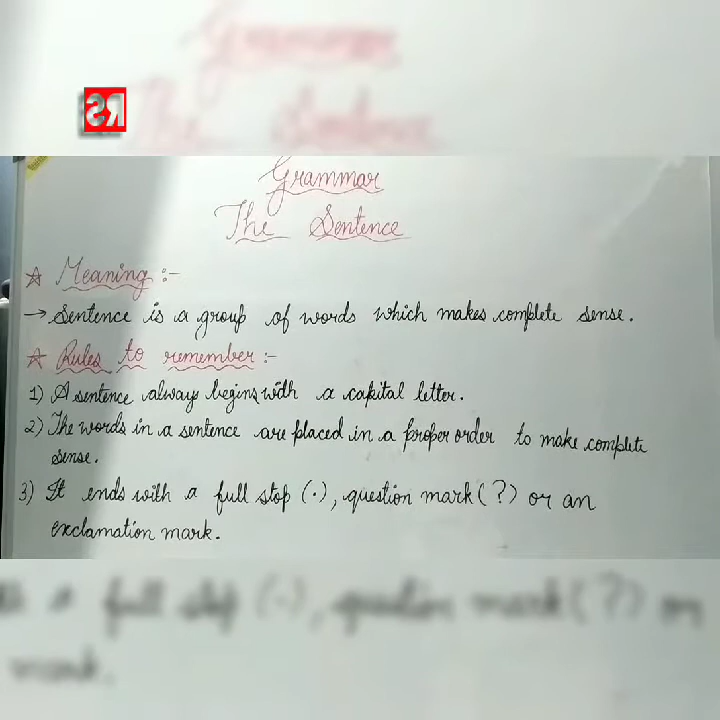 Grammar
The Sentence
☆ Meaning :-
→ Sentence is a group of words which makes complete sense.
☆ Rules to remember :-
1) A sentence always begins with a capital letter.
2) The words in a sentence are placed in a proper order to make complete
sense.
3) It ends with a full stop (.), question mark (?) or an
exclamation mark.